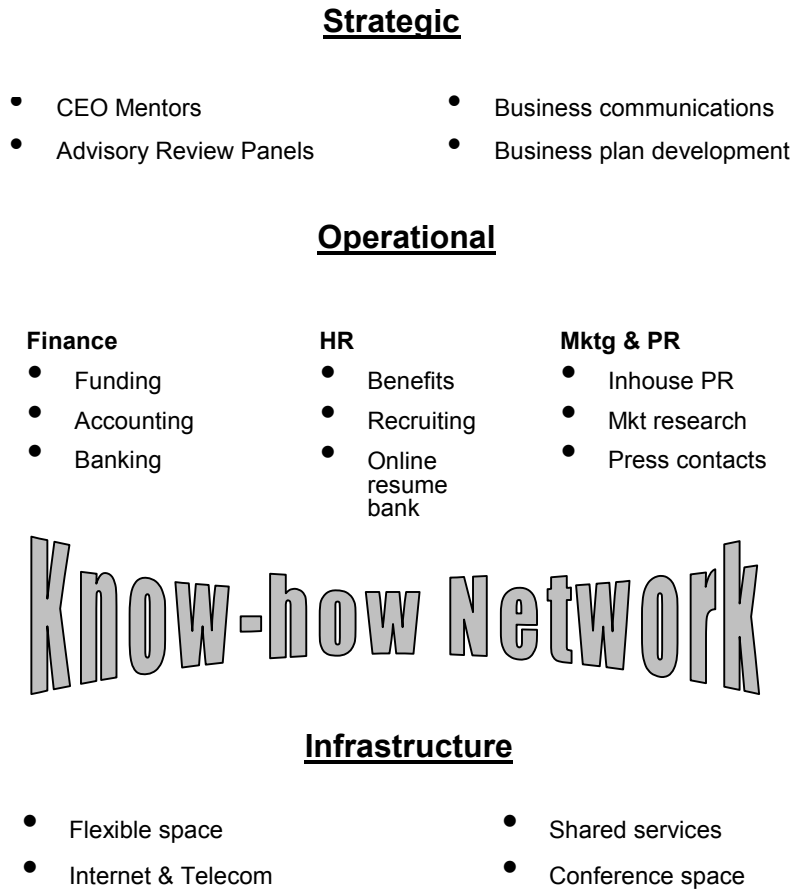 Strategic
• CEO Mentors
• Advisory Review Panels
• Business communications
• Business plan development
Operational
Finance
• Funding
• Accounting
• Banking
HR
• Benefits
• Recruiting
• Online
resume
bank
Mktg & PR
• Inhouse PR
• Mkt research
• Press contacts
Know-how Network
Infrastructure
• Flexible space
• Internet & Telecom
• Shared services
• Conference space